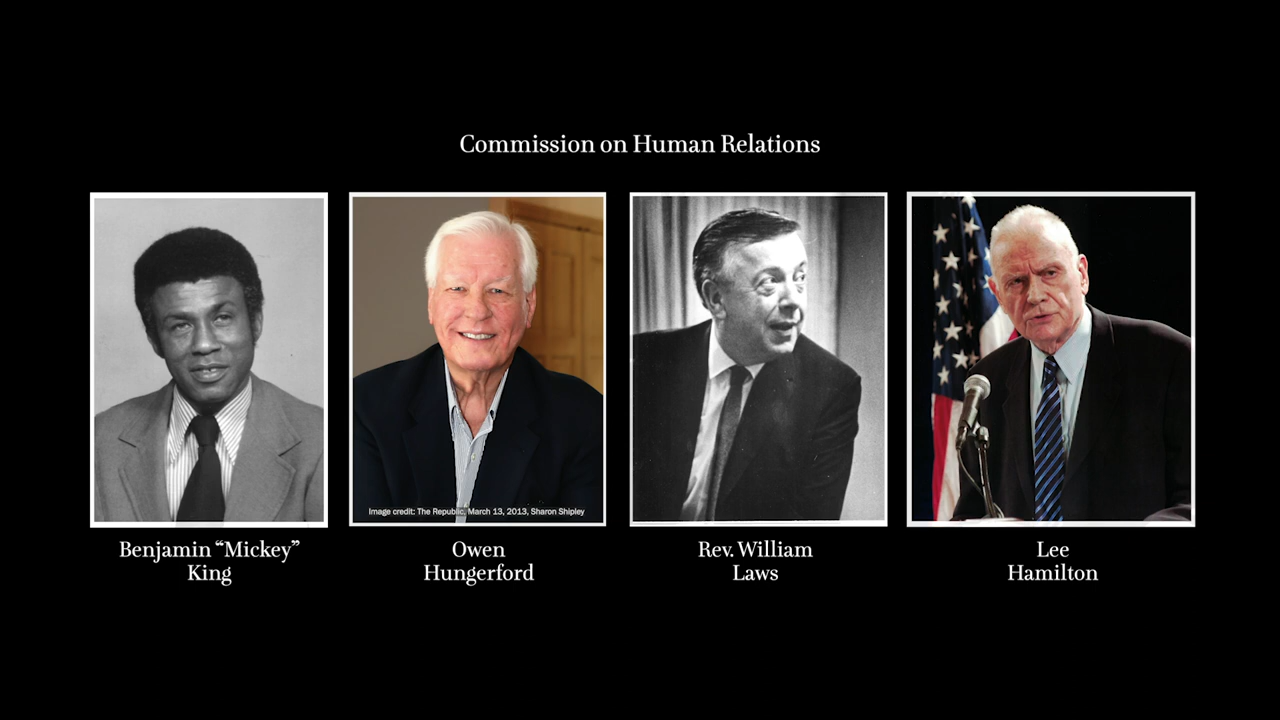 Commission on Human Relations
Image credit: The Republic, March 13, 2013, Sharon Shipley
Benjamin “Mickey”
King
Owen
Hungerford
Rev. William
Laws
Lee
Hamilton